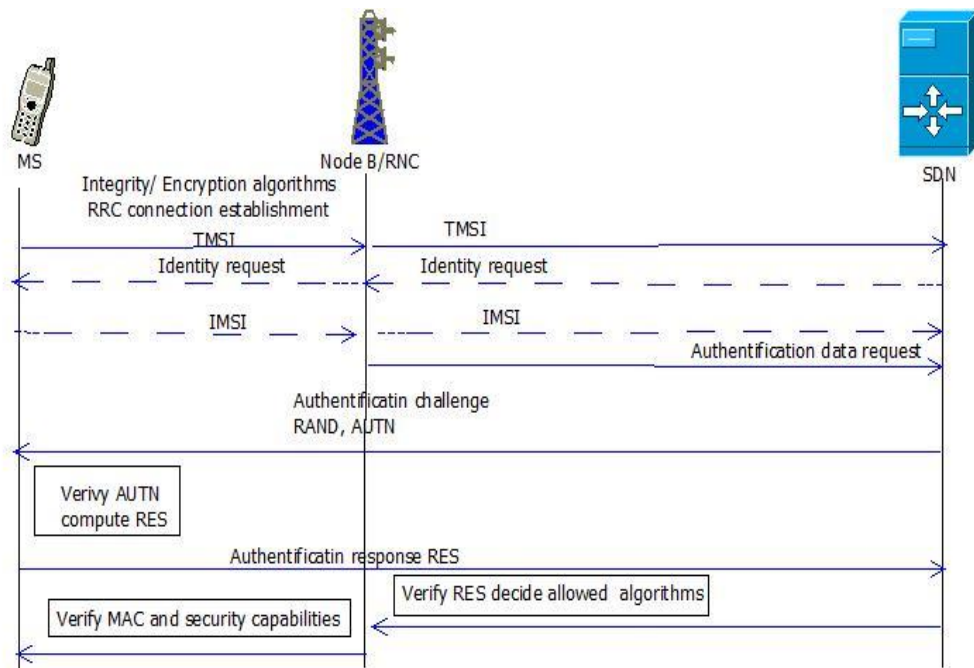 MS
Node B/RNC
SDN
Integrity/ Encryption algorithms
RRC connection establishment
TMSI
TMSI
Identity request
Identity request
IMSI
IMSI
Authentification data request
Authentificatin challenge
RAND, AUTN
Verivy AUTN
compute RES
Authentificatin response RES
Verify RES decide allowed algorithms
Verify MAC and security capabilities